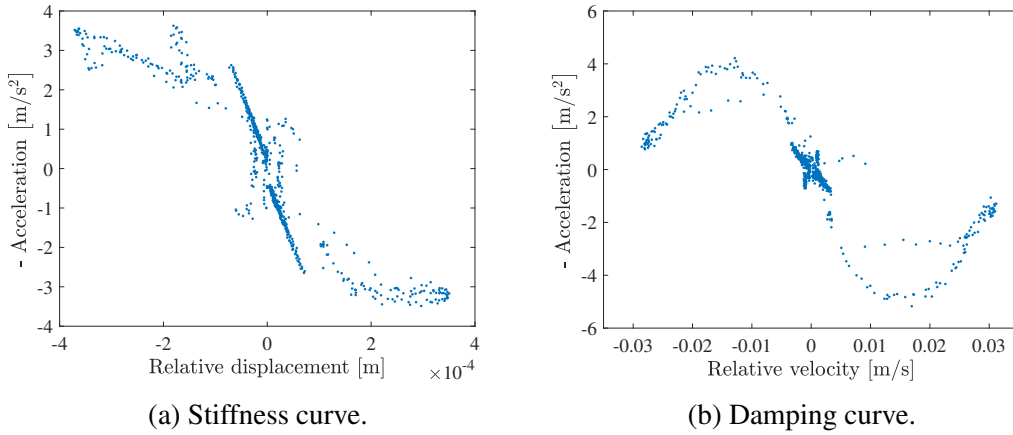 4
3
2
1
0
-1
-2
-3
-4
- Acceleration [m/s²]
-4 -2 0 2 4
Relative displacement [m] ×10⁻⁴
(a) Stiffness curve.
6
4
2
0
-2
-4
-6
- Acceleration [m/s²]
-0.03 -0.02 -0.01 0 0.01 0.02 0.03
Relative velocity [m/s]
(b) Damping curve.